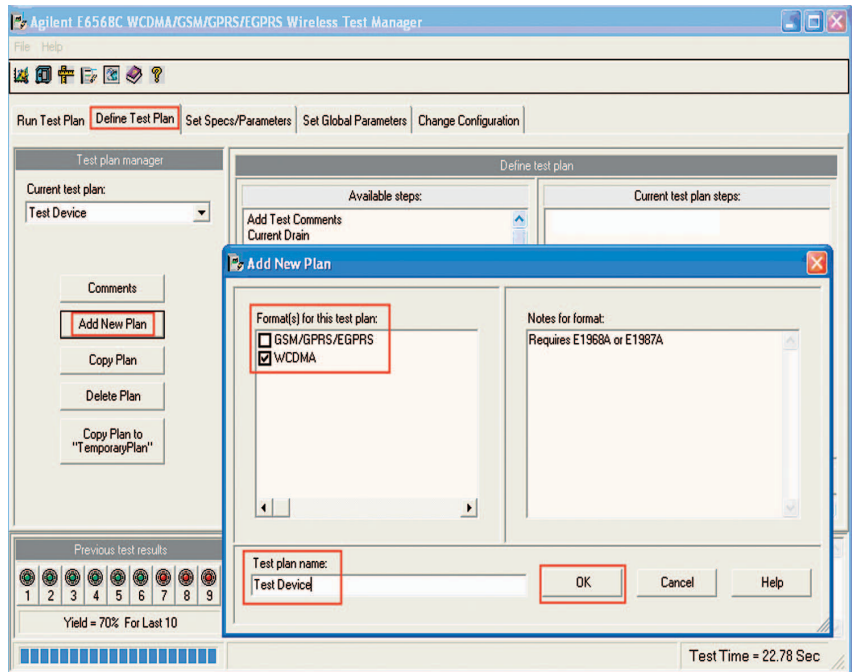 Agilent E6568C WCDMA/GSM/GPRS/EGPRS Wireless Test Manager
File Help
Run Test Plan Define Test Plan Set Specs/Parameters Set Global Parameters Change Configuration
Test plan manager
Define test plan
Current test plan:
Test Device
Available steps:
Current test plan steps:
Add Test Comments
Current Drain
Comments
Add New Plan
Copy Plan
Delete Plan
Copy Plan to
"TemporaryPlan"
Add New Plan
Format(s) for this test plan:
GSM/GPRS/EGPRS
WCDMA
Notes for format:
Requires E1968A or E1987A
Test plan name:
Test Device
OK Cancel Help
Previous test results
1 2 3 4 5 6 7 8 9
Yield = 70% For Last 10
Test Time = 22.78 Sec